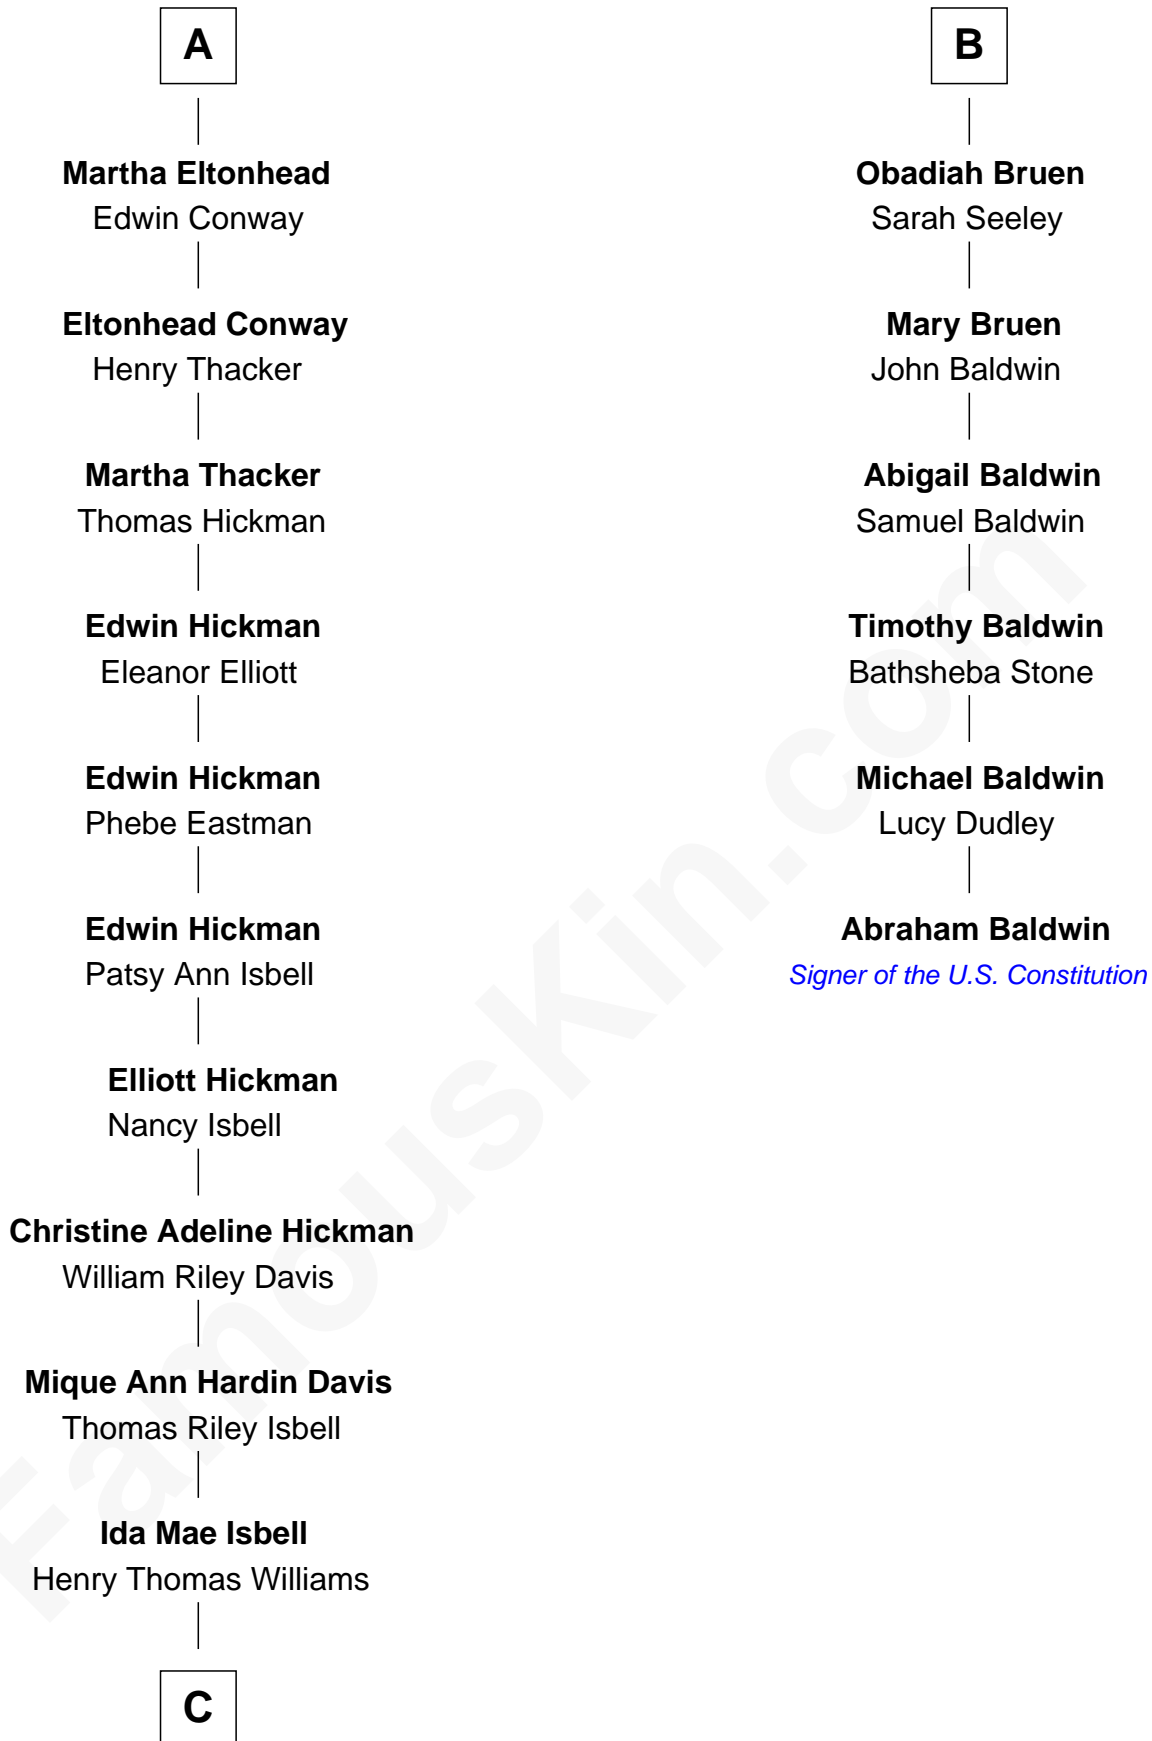 A
Martha Eltonhead
Edwin Conway
Eltonhead Conway
Henry Thacker
Martha Thacker
Thomas Hickman
Edwin Hickman
Eleanor Elliott
Edwin Hickman
Phebe Eastman
Edwin Hickman
Patsy Ann Isbell
Elliott Hickman
Nancy Isbell
Christine Adeline Hickman
William Riley Davis
Mique Ann Hardin Davis
Thomas Riley Isbell
Ida Mae Isbell
Henry Thomas Williams
C
B
Obadiah Bruen
Sarah Seeley
Mary Bruen
John Baldwin
Abigail Baldwin
Samuel Baldwin
Timothy Baldwin
Bathsheba Stone
Michael Baldwin
Lucy Dudley
Abraham Baldwin
Signer of the U.S. Constitution
FamousKin.com